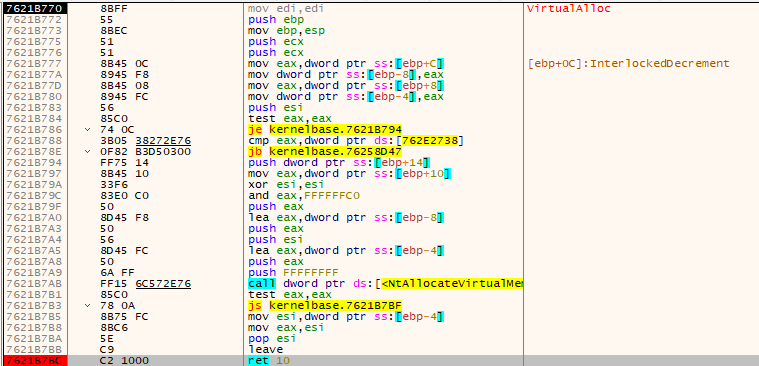 7621B770 8BFF mov edi,edi VirtualAlloc
7621B772 55 push ebp
7621B773 8BEC mov ebp,esp
7621B775 51 push ecx
7621B776 51 push ecx
7621B777 8B45 0C mov eax,dword ptr ss:[ebp+C] [ebp+0C]:InterlockedDecrement
7621B77A 8945 F8 mov dword ptr ss:[ebp-8],eax
7621B77D 8B45 08 mov eax,dword ptr ss:[ebp+8]
7621B780 8945 FC mov dword ptr ss:[ebp-4],eax
7621B783 56 push esi
7621B784 85C0 test eax,eax
7621B786 74 0C je kernelbase.7621B794
7621B788 3B05 38272E76 cmp eax,dword ptr ds:[762E2738]
7621B78E 0F82 B3D50300 jb kernelbase.76258D47
7621B794 FF75 14 push dword ptr ss:[ebp+14]
7621B797 8B45 10 mov eax,dword ptr ss:[ebp+10]
7621B79A 33F6 xor esi,esi
7621B79C 83E0 C0 and eax,FFFFFFC0
7621B79F 50 push eax
7621B7A0 8D45 F8 lea eax,dword ptr ss:[ebp-8]
7621B7A3 50 push eax
7621B7A4 56 push esi
7621B7A5 8D45 FC lea eax,dword ptr ss:[ebp-4]
7621B7A8 50 push eax
7621B7A9 6A FF push FFFFFFFF
7621B7AB FF15 6C572E76 call dword ptr ds:[<NtAllocateVirtualMe
7621B7B1 85C0 test eax,eax
7621B7B3 78 0A js kernelbase.7621B7BF
7621B7B5 8B75 FC mov esi,dword ptr ss:[ebp-4]
7621B7B8 8BC6 mov eax,esi
7621B7BA 5E pop esi
7621B7BB C9 leave
7621B7BC C2 1000 ret 10